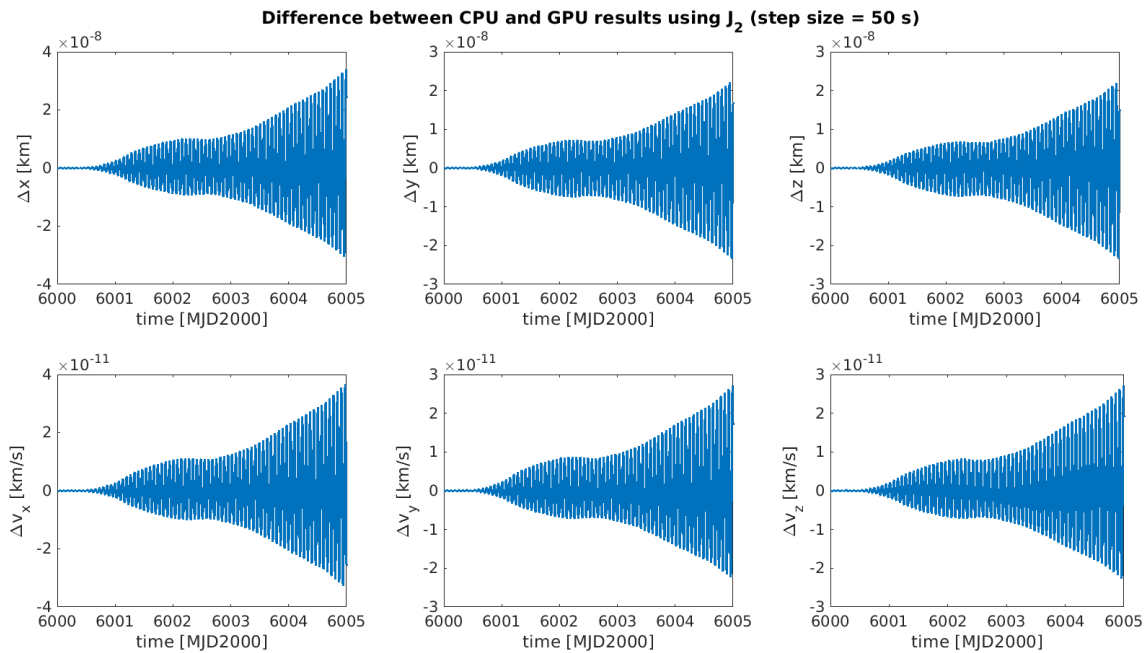 Difference between CPU and GPU results using J₂ (step size = 50 s)
×10⁻⁸
4
2
0
-2
-4
Δx [km]
6000 6001 6002 6003 6004 6005
time [MJD2000]
×10⁻⁸
3
2
1
0
-1
-2
-3
Δy [km]
6000 6001 6002 6003 6004 6005
time [MJD2000]
×10⁻⁸
3
2
1
0
-1
-2
-3
Δz [km]
6000 6001 6002 6003 6004 6005
time [MJD2000]
×10⁻¹¹
4
2
0
-2
-4
Δvₓ [km/s]
6000 6001 6002 6003 6004 6005
time [MJD2000]
×10⁻¹¹
3
2
1
0
-1
-2
-3
Δv_y [km/s]
6000 6001 6002 6003 6004 6005
time [MJD2000]
×10⁻¹¹
3
2
1
0
-1
-2
-3
Δv_z [km/s]
6000 6001 6002 6003 6004 6005
time [MJD2000]